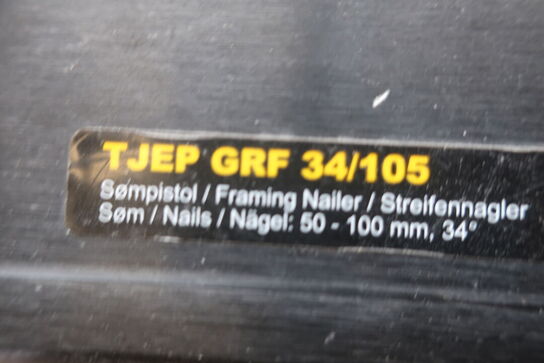 TJEP GRF 34/105
Sømpistol / Framing Nailer / Streifennagler
Søm / Nails / Nägel: 50 - 100 mm, 34°